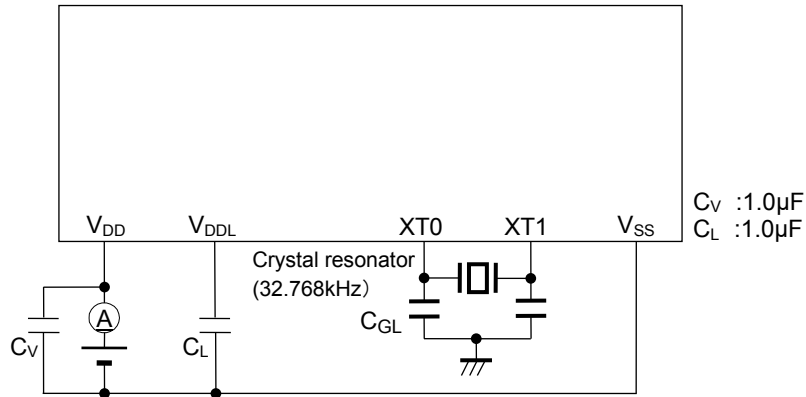 V_DD V_DDL XT0 XT1 V_SS
C_V :1.0µF
C_L :1.0µF
Crystal resonator
(32.768kHz)
A
C_V C_L C_GL